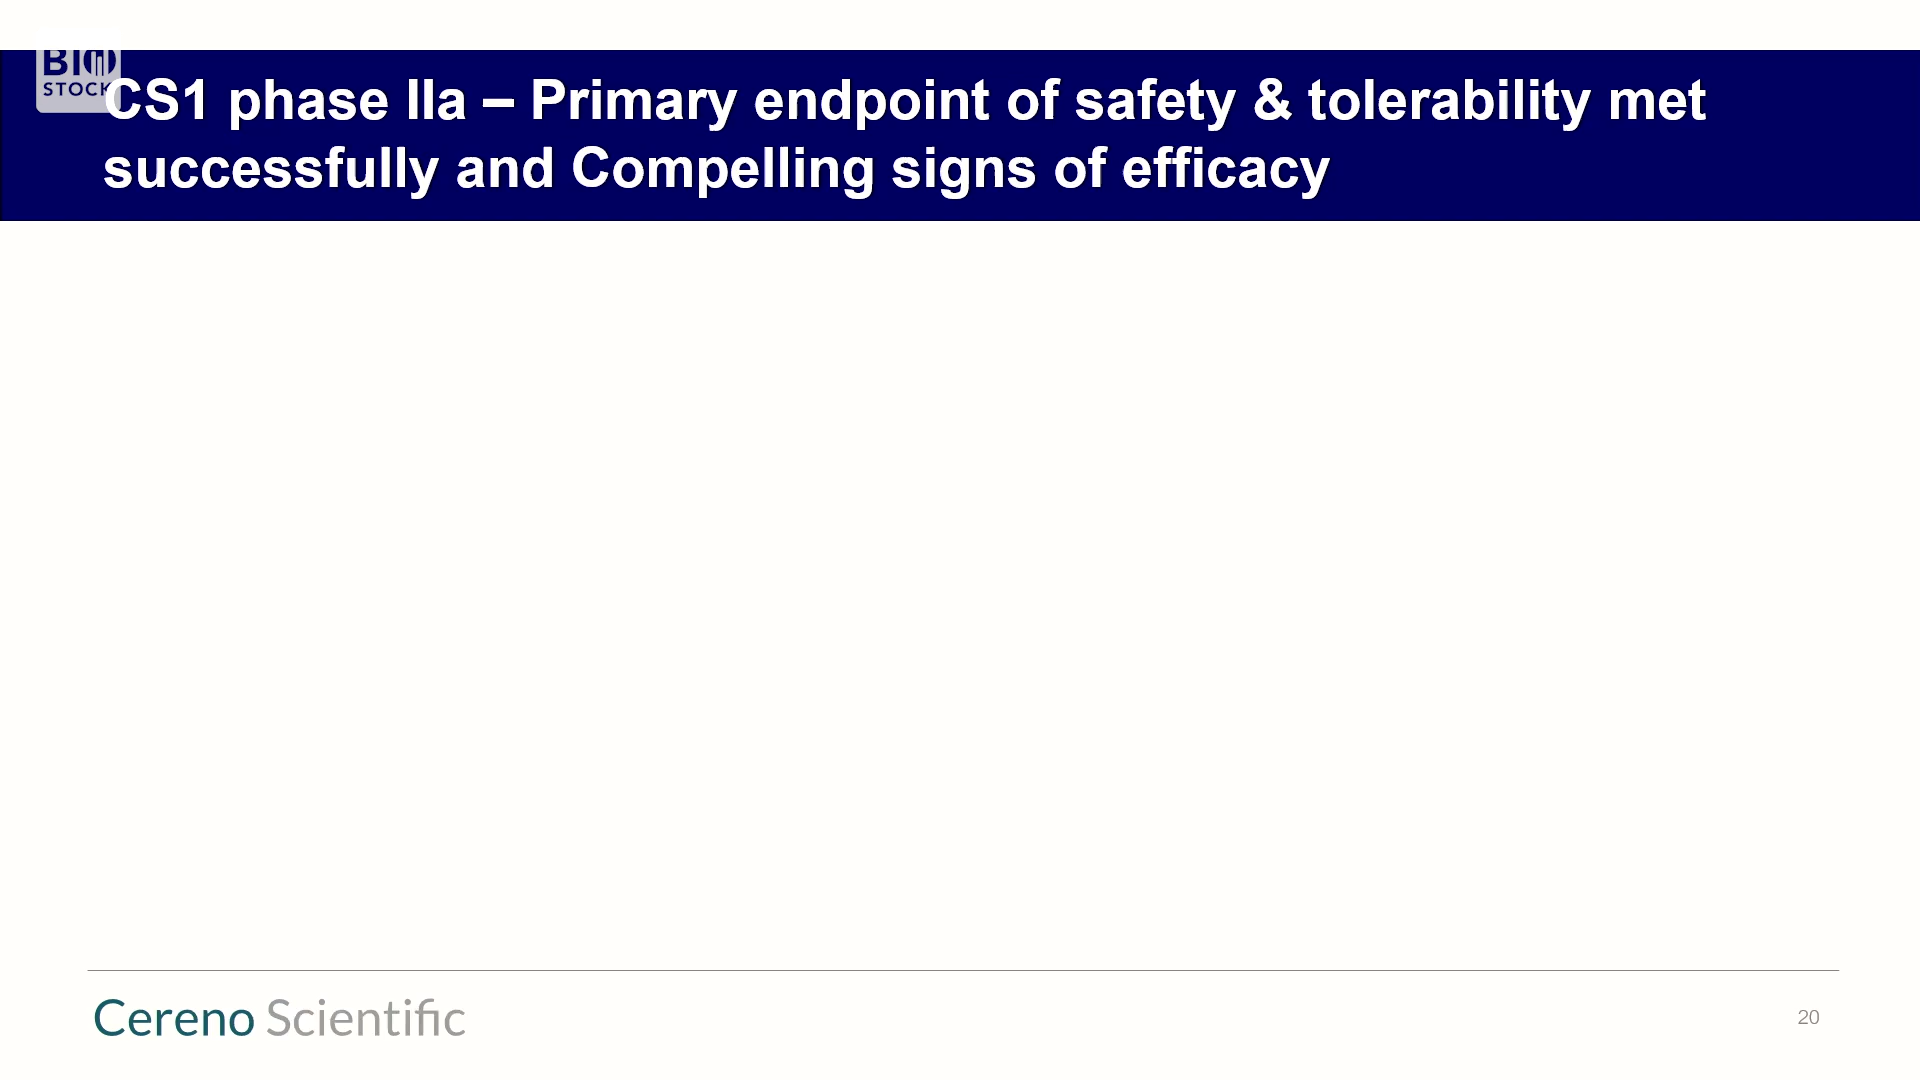 BIO
STOCK
CS1 phase IIa – Primary endpoint of safety & tolerability met
successfully and Compelling signs of efficacy
Cereno Scientific
20